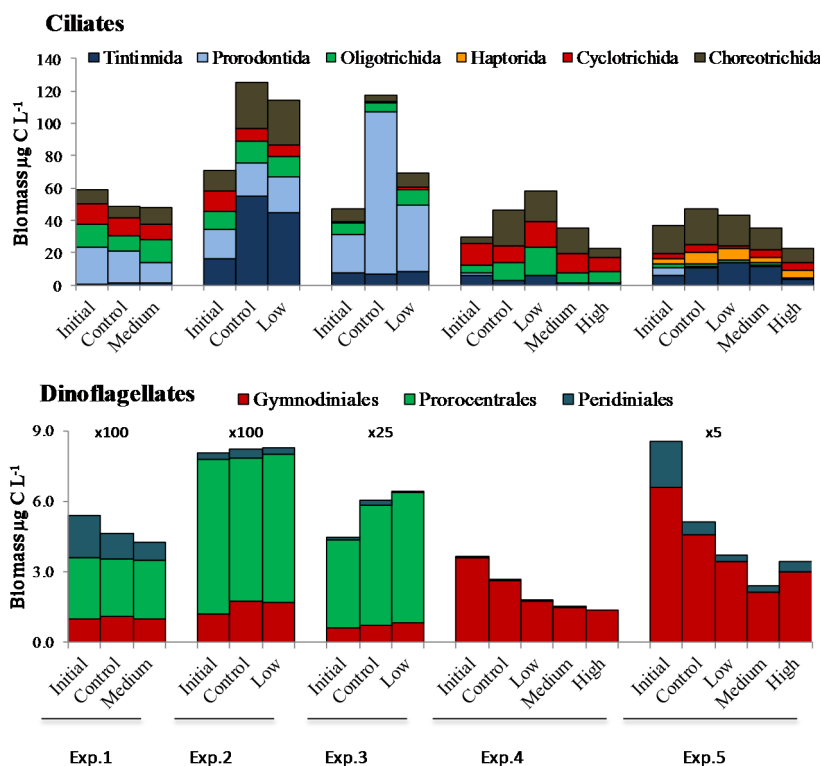 Ciliates
Tintinnida Prorodontida Oligotrichida Haptorida Cyclotrichida Choreotrichida
Biomass µg C L-1
140
120
100
80
60
40
20
0
Initial Control Medium Initial Control Low Initial Control Low Initial Control Low Medium High Initial Control Low Medium High
Dinoflagellates
Gymnodiniales Prorocentrales Peridiniales
x100 x100 x25 x5
Biomass µg C L-1
9.0
6.0
3.0
0.0
Initial Control Medium Initial Control Low Initial Control Low Initial Control Low Medium High Initial Control Low Medium High
Exp.1 Exp.2 Exp.3 Exp.4 Exp.5